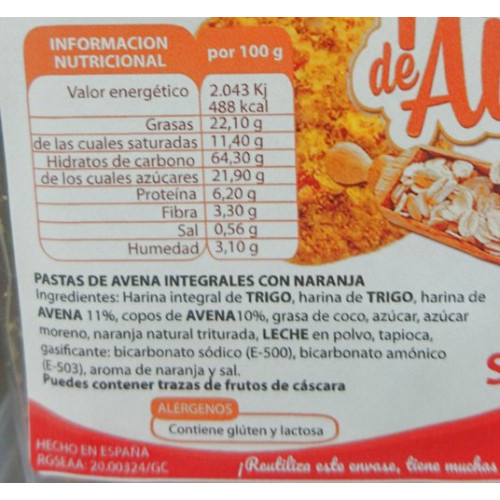 de A
INFORMACION NUTRICIONAL por 100 g
Valor energético 2.043 Kj
488 kcal
Grasas 22,10 g
de las cuales saturadas 11,40 g
Hidratos de carbono 64,30 g
de los cuales azúcares 21,90 g
Proteína 6,20 g
Fibra 3,30 g
Sal 0,56 g
Humedad 3,10 g
PASTAS DE AVENA INTEGRALES CON NARANJA
Ingredientes: Harina integral de TRIGO, harina de TRIGO, harina de
AVENA 11%, copos de AVENA10%, grasa de coco, azúcar, azúcar
moreno, naranja natural triturada, LECHE en polvo, tapioca,
gasificante: bicarbonato sódico (E-500), bicarbonato amónico
(E-503), aroma de naranja y sal.
Puedes contener trazas de frutos de cáscara
S
ALÉRGENOS
Contiene glúten y lactosa
HECHO EN ESPAÑA
RGSEAA: 20.00324/GC
¡Reutiliza este envase, tiene muchas